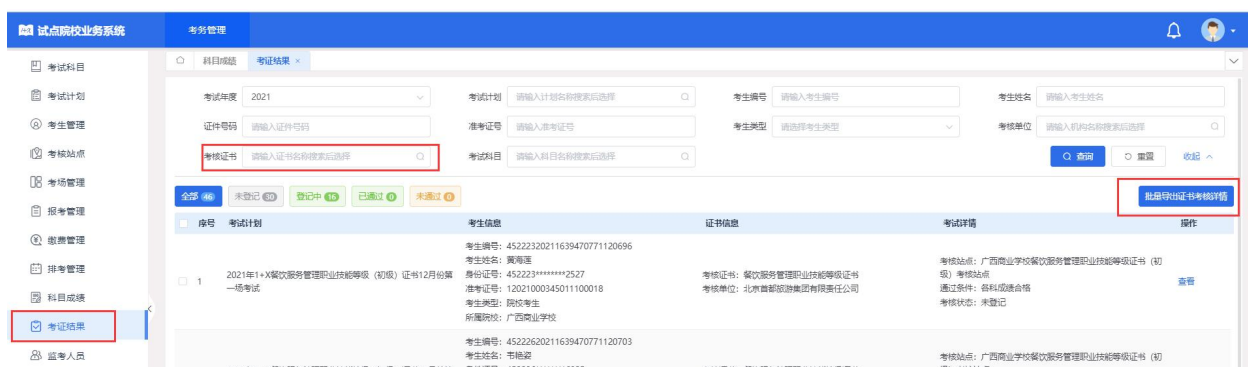 试点院校业务系统 考务管理
考试科目
考试计划
考生管理
考核站点
考场管理
报考管理
缴费管理
排考管理
科目成绩
考证结果
监考人员
科目成绩 考证结果 ×
考试年度 2021 考试计划 请输入计划名称搜索后选择 考生编号 请输入考生编号 考生姓名 请输入考生姓名
证件号码 请输入证件号码 准考证号 请输入准考证号 考生类型 请选择考生类型 考核单位 请输入机构名称搜索后选择
考核证书 请输入证书名称搜索后选择 考试科目 请输入科目名称搜索后选择 查询 重置 收起
全部 46 未登记 30 登记中 16 已通过 0 未通过 0 批量导出证书考核详情
序号 考试计划 考生信息 证书信息 考试详情 操作
1 2021年1+X餐饮服务管理职业技能等级（初级）证书12月份第
一场考试
考生编号：45222320211639470771120696
考生姓名：黄海莲
身份证号：452223********2527
准考证号：12021000345011100018
考生类型：院校考生
所属院校：广西商业学校
考核证书：餐饮服务管理职业技能等级证书
考核单位：北京首都旅游集团有限责任公司
考核站点：广西商业学校餐饮服务管理职业技能等级证书（初
级）考核站点
通过条件：各科成绩合格
考核状态：未登记
查看
考生编号：45222620211639470771120703
考生姓名：韦艳姿
考核站点：广西商业学校餐饮服务管理职业技能等级证书（初